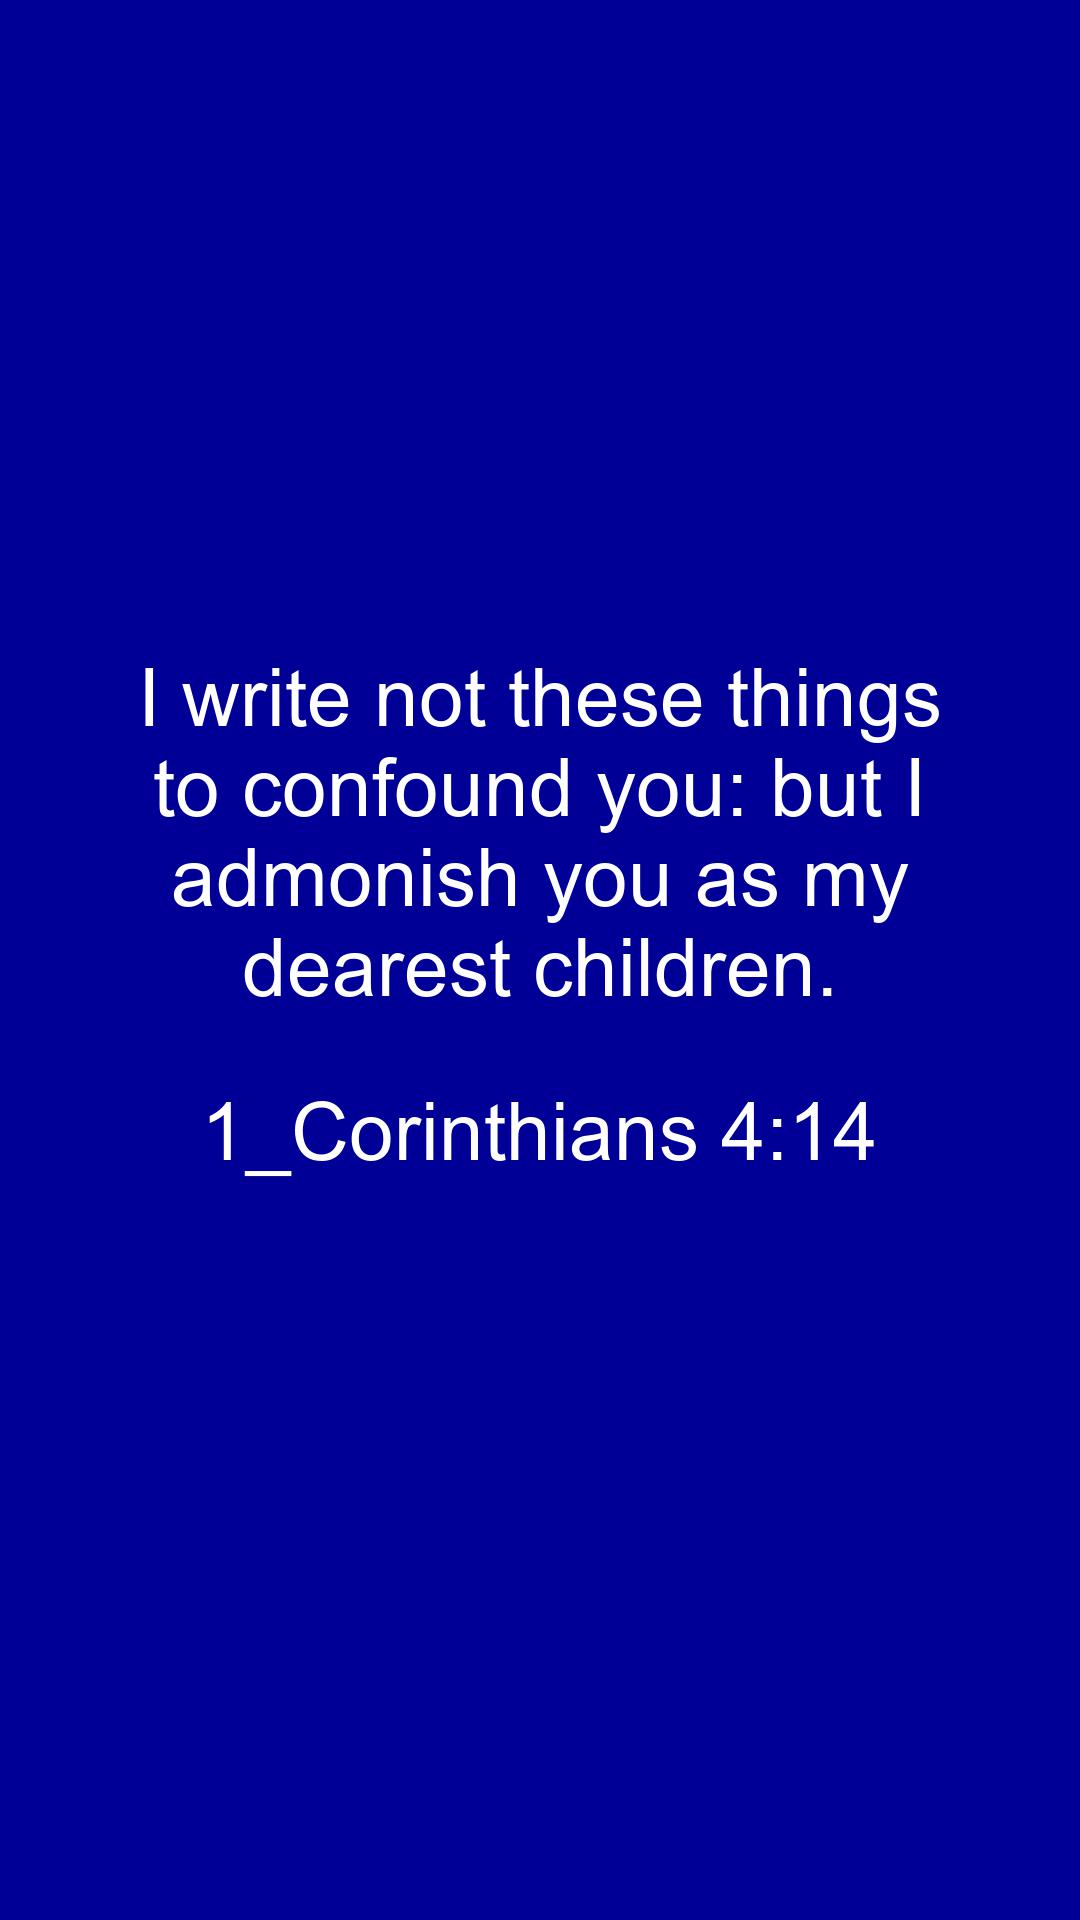 I write not these things
to confound you: but I
admonish you as my
dearest children.
1_Corinthians 4:14